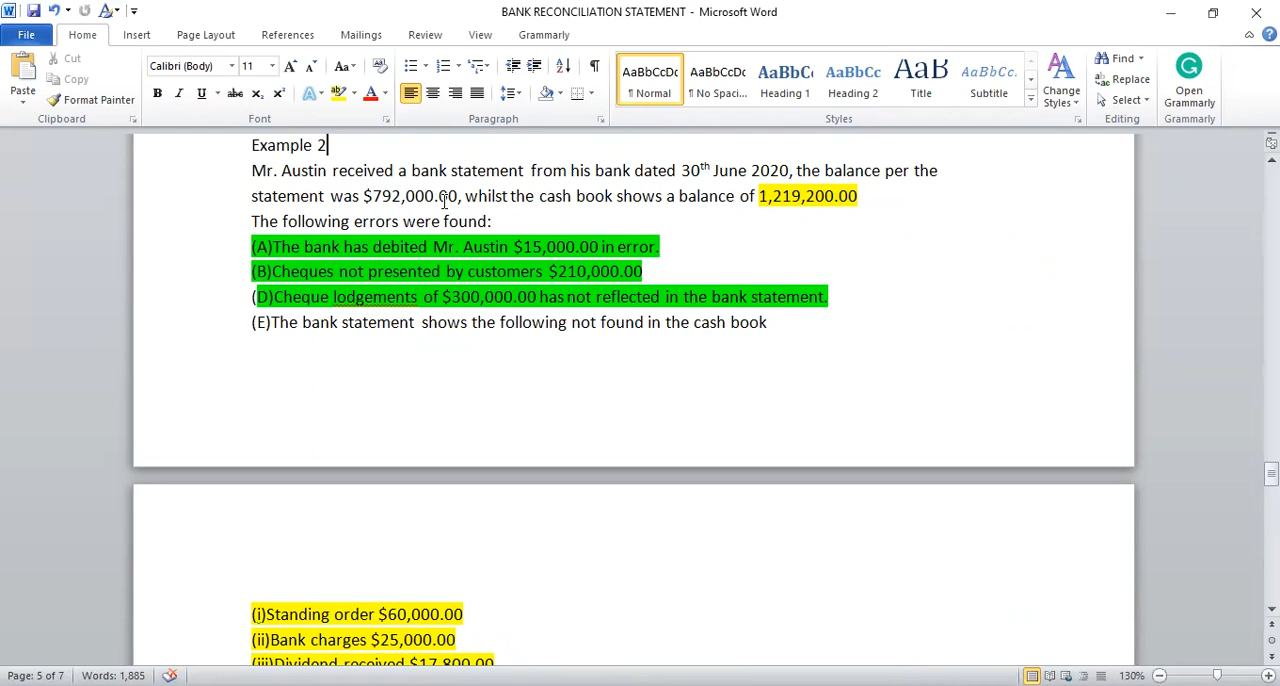 BANK RECONCILIATION STATEMENT - Microsoft Word
File Home Insert Page Layout References Mailings Review View Grammarly
Paste
Cut
Copy
Format Painter
Clipboard
Calibri (Body) 11
Font
Paragraph
AaBbCcDc AaBbCcDc AaBbC AaBbCc AaB AaBbCc.
¶ Normal ¶ No Spaci... Heading 1 Heading 2 Title Subtitle
Change Styles
Styles
Find
Replace
Select
Editing
Open Grammarly
Grammarly
Example 2
Mr. Austin received a bank statement from his bank dated 30th June 2020, the balance per the
statement was $792,000.00, whilst the cash book shows a balance of 1,219,200.00
The following errors were found:
(A)The bank has debited Mr. Austin $15,000.00 in error.
(B)Cheques not presented by customers $210,000.00
(D)Cheque lodgements of $300,000.00 has not reflected in the bank statement.
(E)The bank statement shows the following not found in the cash book
(i)Standing order $60,000.00
(ii)Bank charges $25,000.00
(iii)Dividend received $17,800.00
Page: 5 of 7 Words: 1,885 130%